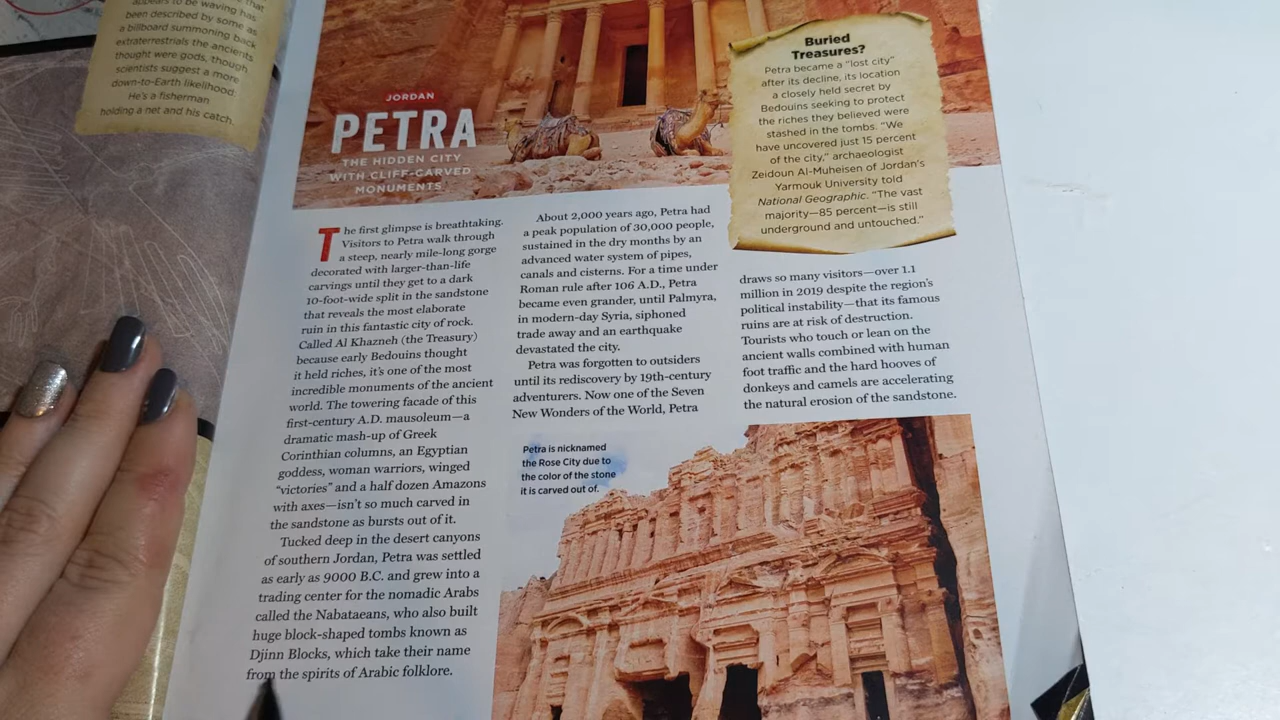 appears to be waving has
been described by some as
a billboard summoning back
extraterrestrials the ancients
thought were gods, though
scientists suggest a more
down-to-Earth likelihood:
He's a fisherman
holding a net and his catch.
JORDAN
PETRA
THE HIDDEN CITY
WITH CLIFF-CARVED
MONUMENTS
Buried
Treasures?
Petra became a "lost city"
after its decline, its location
a closely held secret by
Bedouins seeking to protect
the riches they believed were
stashed in the tombs. "We
have uncovered just 15 percent
of the city," archaeologist
Zeidoun Al-Muheisen of Jordan's
Yarmouk University told
National Geographic. "The vast
majority—85 percent—is still
underground and untouched."
The first glimpse is breathtaking.
Visitors to Petra walk through
a steep, nearly mile-long gorge
decorated with larger-than-life
carvings until they get to a dark
10-foot-wide split in the sandstone
that reveals the most elaborate
ruin in this fantastic city of rock.
Called Al Khazneh (the Treasury)
because early Bedouins thought
it held riches, it's one of the most
incredible monuments of the ancient
world. The towering facade of this
first-century A.D. mausoleum—a
dramatic mash-up of Greek
Corinthian columns, an Egyptian
goddess, woman warriors, winged
"victories" and a half dozen Amazons
with axes—isn't so much carved in
the sandstone as bursts out of it.
Tucked deep in the desert canyons
of southern Jordan, Petra was settled
as early as 9000 B.C. and grew into a
trading center for the nomadic Arabs
called the Nabataeans, who also built
huge block-shaped tombs known as
Djinn Blocks, which take their name
from the spirits of Arabic folklore.
About 2,000 years ago, Petra had
a peak population of 30,000 people,
sustained in the dry months by an
advanced water system of pipes,
canals and cisterns. For a time under
Roman rule after 106 A.D., Petra
became even grander, until Palmyra,
in modern-day Syria, siphoned
trade away and an earthquake
devastated the city.
Petra was forgotten to outsiders
until its rediscovery by 19th-century
adventurers. Now one of the Seven
New Wonders of the World, Petra
draws so many visitors—over 1.1
million in 2019 despite the region's
political instability—that its famous
ruins are at risk of destruction.
Tourists who touch or lean on the
ancient walls combined with human
foot traffic and the hard hooves of
donkeys and camels are accelerating
the natural erosion of the sandstone.
Petra is nicknamed
the Rose City due to
the color of the stone
it is carved out of.